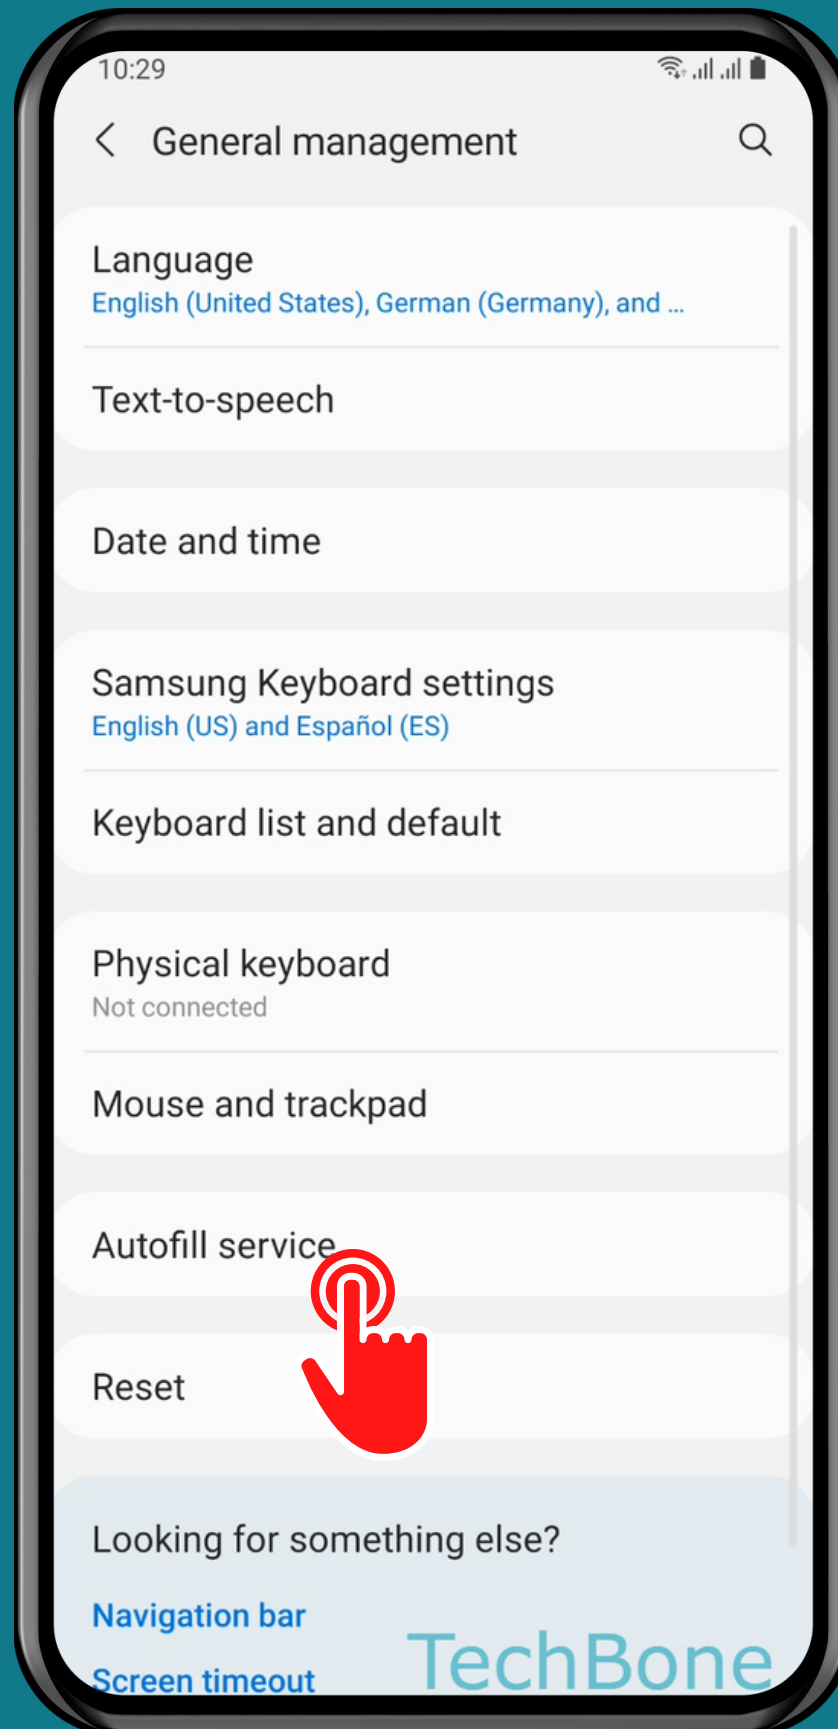 10:29
General management
Language
English (United States), German (Germany), and ...
Text-to-speech
Date and time
Samsung Keyboard settings
English (US) and Español (ES)
Keyboard list and default
Physical keyboard
Not connected
Mouse and trackpad
Autofill service
Reset
Looking for something else?
Navigation bar
Screen timeout
TechBone